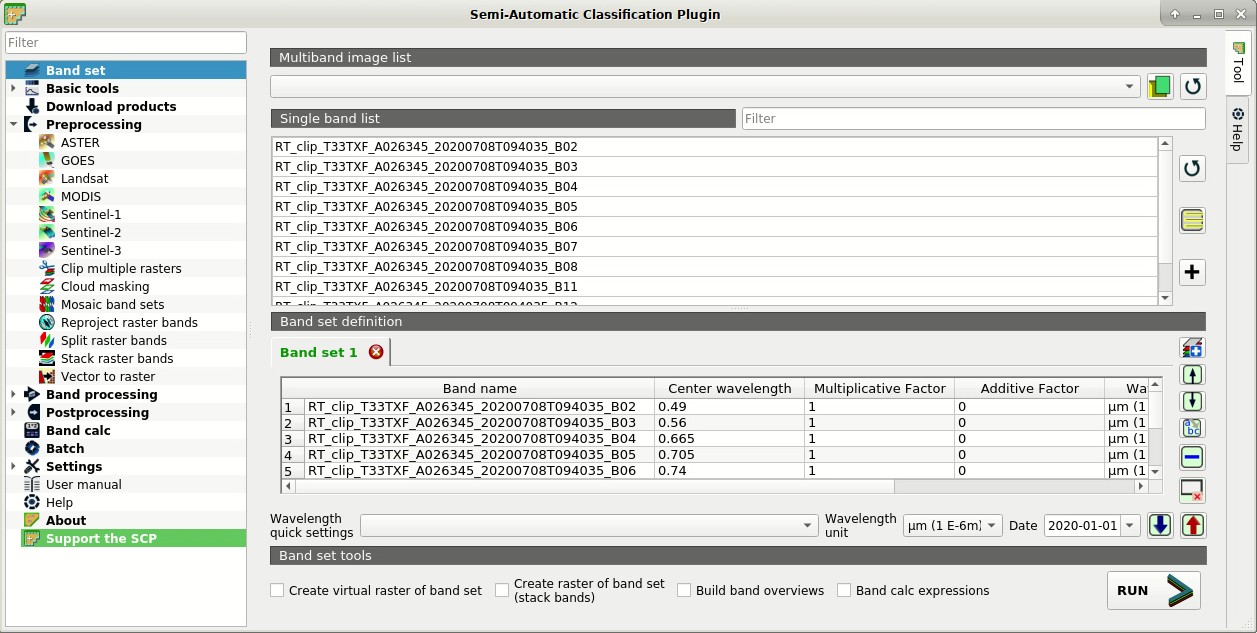 Semi-Automatic Classification Plugin
Filter
Band set
Basic tools
Download products
Preprocessing
ASTER
GOES
Landsat
MODIS
Sentinel-1
Sentinel-2
Sentinel-3
Clip multiple rasters
Cloud masking
Mosaic band sets
Reproject raster bands
Split raster bands
Stack raster bands
Vector to raster
Band processing
Postprocessing
Band calc
Batch
Settings
User manual
Help
About
Support the SCP
Multiband image list
Single band list
Filter
RT_clip_T33TXF_A026345_20200708T094035_B02
RT_clip_T33TXF_A026345_20200708T094035_B03
RT_clip_T33TXF_A026345_20200708T094035_B04
RT_clip_T33TXF_A026345_20200708T094035_B05
RT_clip_T33TXF_A026345_20200708T094035_B06
RT_clip_T33TXF_A026345_20200708T094035_B07
RT_clip_T33TXF_A026345_20200708T094035_B08
RT_clip_T33TXF_A026345_20200708T094035_B11
RT_clip_T33TXF_A026345_20200708T094035_B12
Band set definition
Band set 1
Band name Center wavelength Multiplicative Factor Additive Factor Wa
1 RT_clip_T33TXF_A026345_20200708T094035_B02 0.49 1 0 µm (1
2 RT_clip_T33TXF_A026345_20200708T094035_B03 0.56 1 0 µm (1
3 RT_clip_T33TXF_A026345_20200708T094035_B04 0.665 1 0 µm (1
4 RT_clip_T33TXF_A026345_20200708T094035_B05 0.705 1 0 µm (1
5 RT_clip_T33TXF_A026345_20200708T094035_B06 0.74 1 0 µm (1
Wavelength
quick settings
Wavelength
unit
µm (1 E-6m)
Date
2020-01-01
Band set tools
Create virtual raster of band set
Create raster of band set
(stack bands)
Build band overviews
Band calc expressions
RUN
Tool
Help